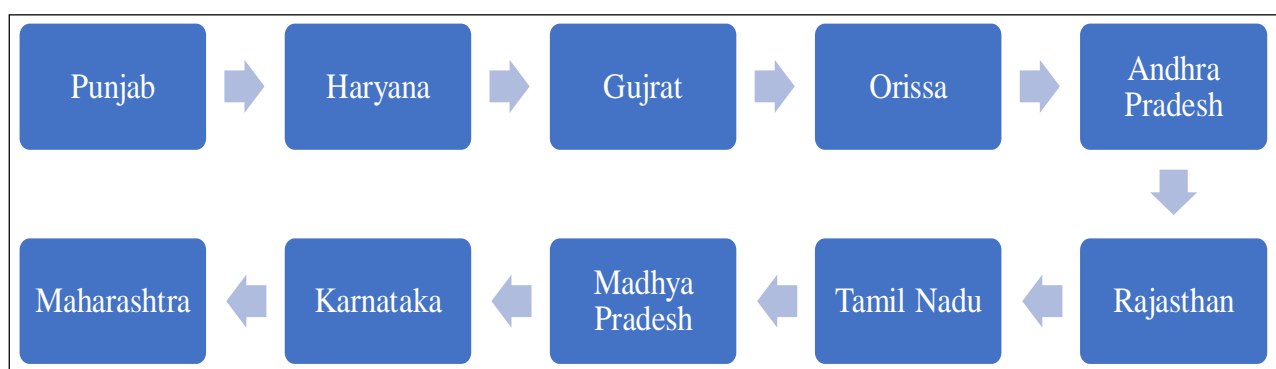 Punjab
Haryana
Gujrat
Orissa
Andhra
Pradesh
Rajasthan
Tamil Nadu
Madhya
Pradesh
Karnataka
Maharashtra